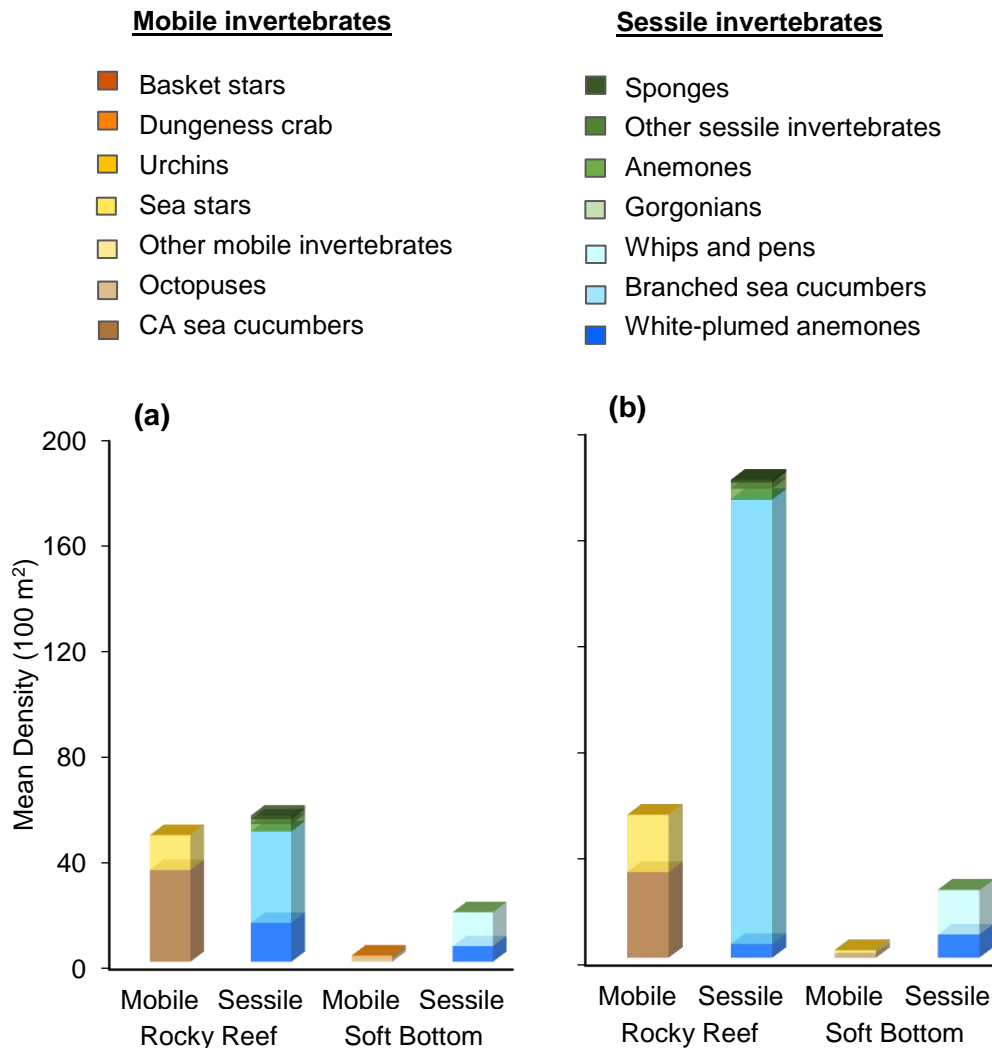 Mobile invertebrates
Basket stars
Dungeness crab
Urchins
Sea stars
Other mobile invertebrates
Octopuses
CA sea cucumbers
Sessile invertebrates
Sponges
Other sessile invertebrates
Anemones
Gorgonians
Whips and pens
Branched sea cucumbers
White-plumed anemones
(a)
(b)
Mean Density (100 m²)
200
160
120
80
40
0
Mobile Sessile Mobile Sessile
Rocky Reef Soft Bottom
Mobile Sessile Mobile Sessile
Rocky Reef Soft Bottom